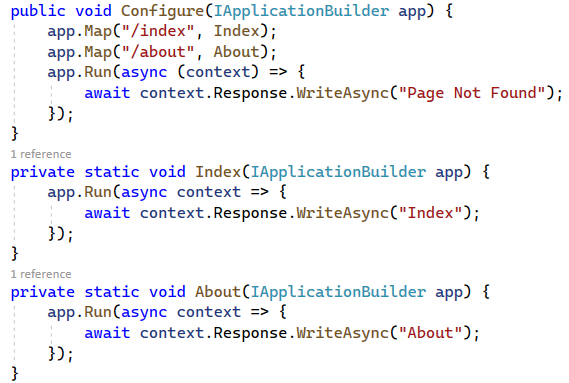 public void Configure(IApplicationBuilder app) {
    app.Map("/index", Index);
    app.Map("/about", About);
    app.Run(async (context) => {
        await context.Response.WriteAsync("Page Not Found");
    });
}
1 reference
private static void Index(IApplicationBuilder app) {
    app.Run(async context => {
        await context.Response.WriteAsync("Index");
    });
}
1 reference
private static void About(IApplicationBuilder app) {
    app.Run(async context => {
        await context.Response.WriteAsync("About");
    });
}